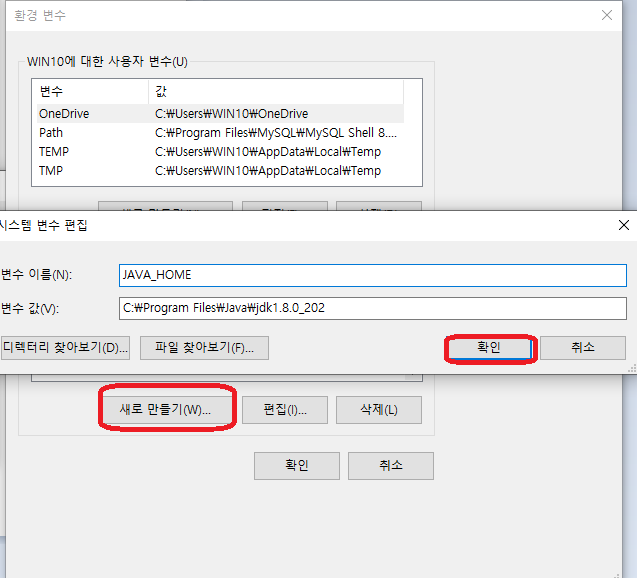 환경 변수
WIN10에 대한 사용자 변수(U)
변수 값
OneDrive C:₩Users₩WIN10₩OneDrive
Path C:₩Program Files₩MySQL₩MySQL Shell 8....
TEMP C:₩Users₩WIN10₩AppData₩Local₩Temp
TMP C:₩Users₩WIN10₩AppData₩Local₩Temp
시스템 변수 편집
변수 이름(N): JAVA_HOME
변수 값(V): C:₩Program Files₩Java₩jdk1.8.0_202
디렉터리 찾아보기(D)... 파일 찾아보기(F)... 확인 취소
새로 만들기(W)... 편집(I)... 삭제(L)
확인 취소